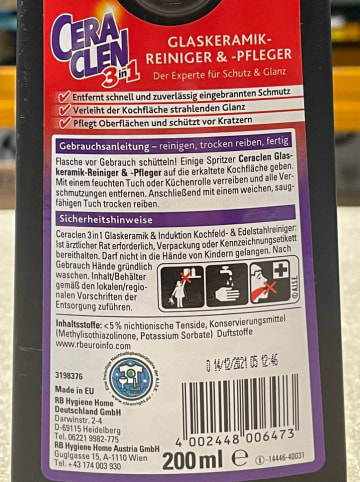 CERA
CLEN
3in1
GLASKERAMIK-
REINIGER & -PFLEGER
Der Experte für Schutz & Glanz
Entfernt schnell und zuverlässig eingebrannten Schmutz
Verleiht der Kochfläche strahlenden Glanz
Pflegt Oberflächen und schützt vor Kratzern
Gebrauchsanleitung – reinigen, trocken reiben, fertig
Flasche vor Gebrauch schütteln! Einige Spritzer Ceraclen Glas-
keramik-Reiniger & -Pfleger auf die erkaltete Kochfläche geben.
Mit einem feuchten Tuch oder Küchenrolle verreiben und alle Ver-
schmutzungen entfernen. Anschließend mit einem weichen, saug-
fähigen Tuch trocken reiben.
Sicherheitshinweise
Ceraclen 3 in 1 Glaskeramik & Induktion Kochfeld- & Edelstahlreiniger:
Ist ärztlicher Rat erforderlich, Verpackung oder Kennzeichnungsetikett
bereithalten. Darf nicht in die Hände von Kindern gelangen. Nach
Gebrauch Hände gründlich
waschen. Inhalt/Behälter
gemäß den lokalen/regio-
nalen Vorschriften der
Entsorgung zuführen.
© AISE
Inhaltsstoffe: <5% nichtionische Tenside, Konservierungsmittel
(Methylisothiazolinone, Potassium Sorbate) Duftstoffe
www.rbeuroinfo.com
14/12/2021 05 12:46
3198376
Made in EU
RB Hygiene Home
Deutschland GmbH
Darwinstr. 2-4
D-69115 Heidelberg
Tel. 06221 9982-775
RB Hygiene Home Austria GmbH
Guglgasse 15, A-1110 Wien
Tel. +43 174 003 930
4 002448 006473
200 ml e
-14446-40031